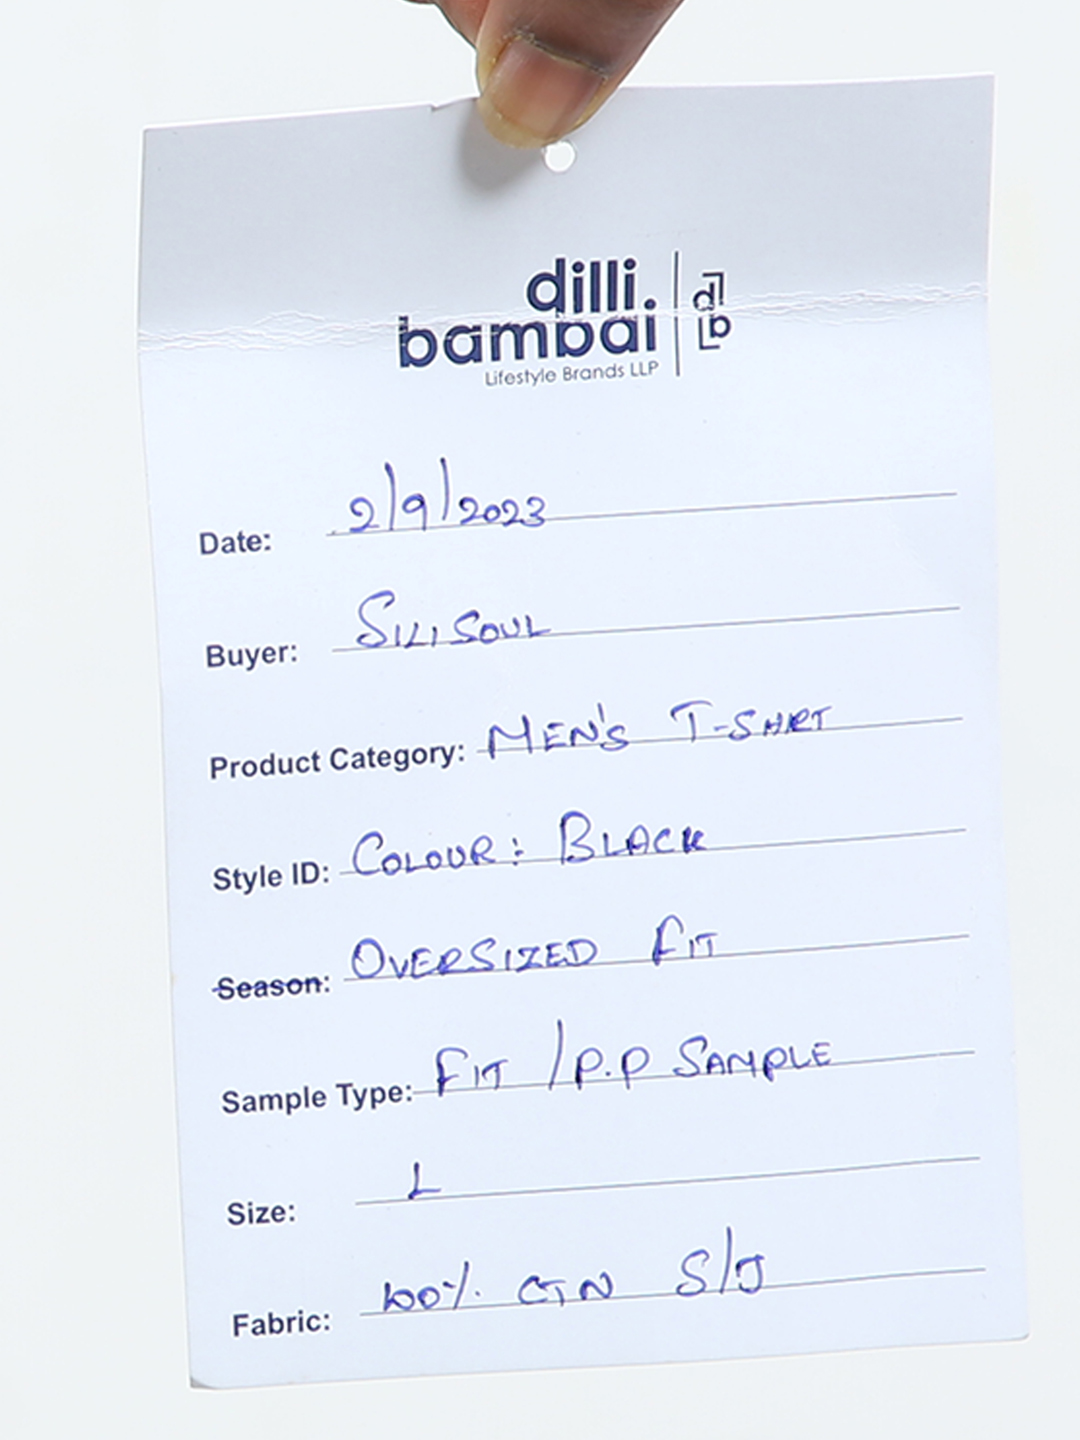 dilli
bambai
db
Lifestyle Brands LLP
Date: 2/9/2023
Buyer: SILISOUL
Product Category: MEN'S T-SHIRT
Style ID: COLOUR: BLACK
Season: OVERSIZED FIT
Sample Type: FIT / P.P SAMPLE
Size: L
Fabric: 100% CTN S/J